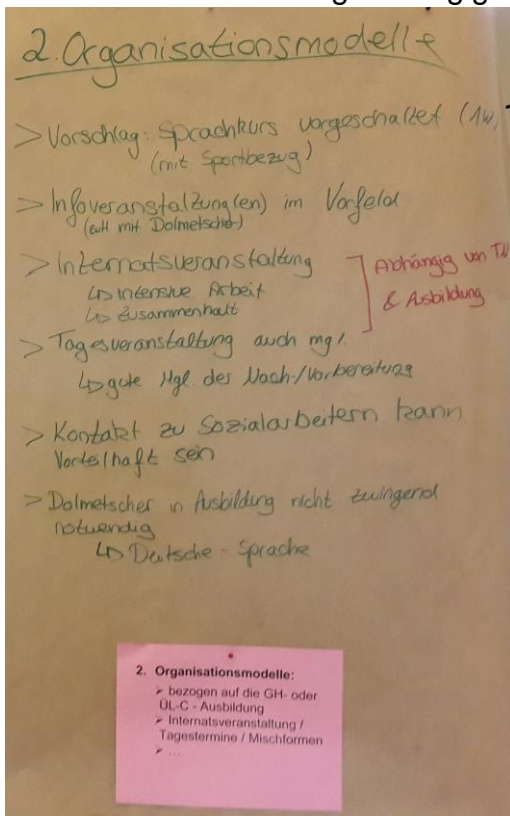 2. Organisationsmodelle
> Vorschlag: Sprachkurs vorgeschaltet (1W,
(mit Sportbezug)
> Infoveranstaltung(en) im Vorfeld
(evtl mit Dolmetscher)
> Internatsveranstaltung
↳ intensive Arbeit
↳ Zusammenhalt
Abhängig von TN
& Ausbildung
> Tagesveranstaltung auch mgl.
↳ gute Mgl. des Nach-/Vorbereitung
> Kontakt zu Sozialarbeitern kann
Vorteilhaft sein
> Dolmetscher in Ausbildung nicht zwingend
notwendig
↳ Deutsche - Sprache
2. Organisationsmodelle:
➢ bezogen auf die GH- oder
ÜL-C - Ausbildung
➢ Internatsveranstaltung /
Tagestermine / Mischformen
➢ ...